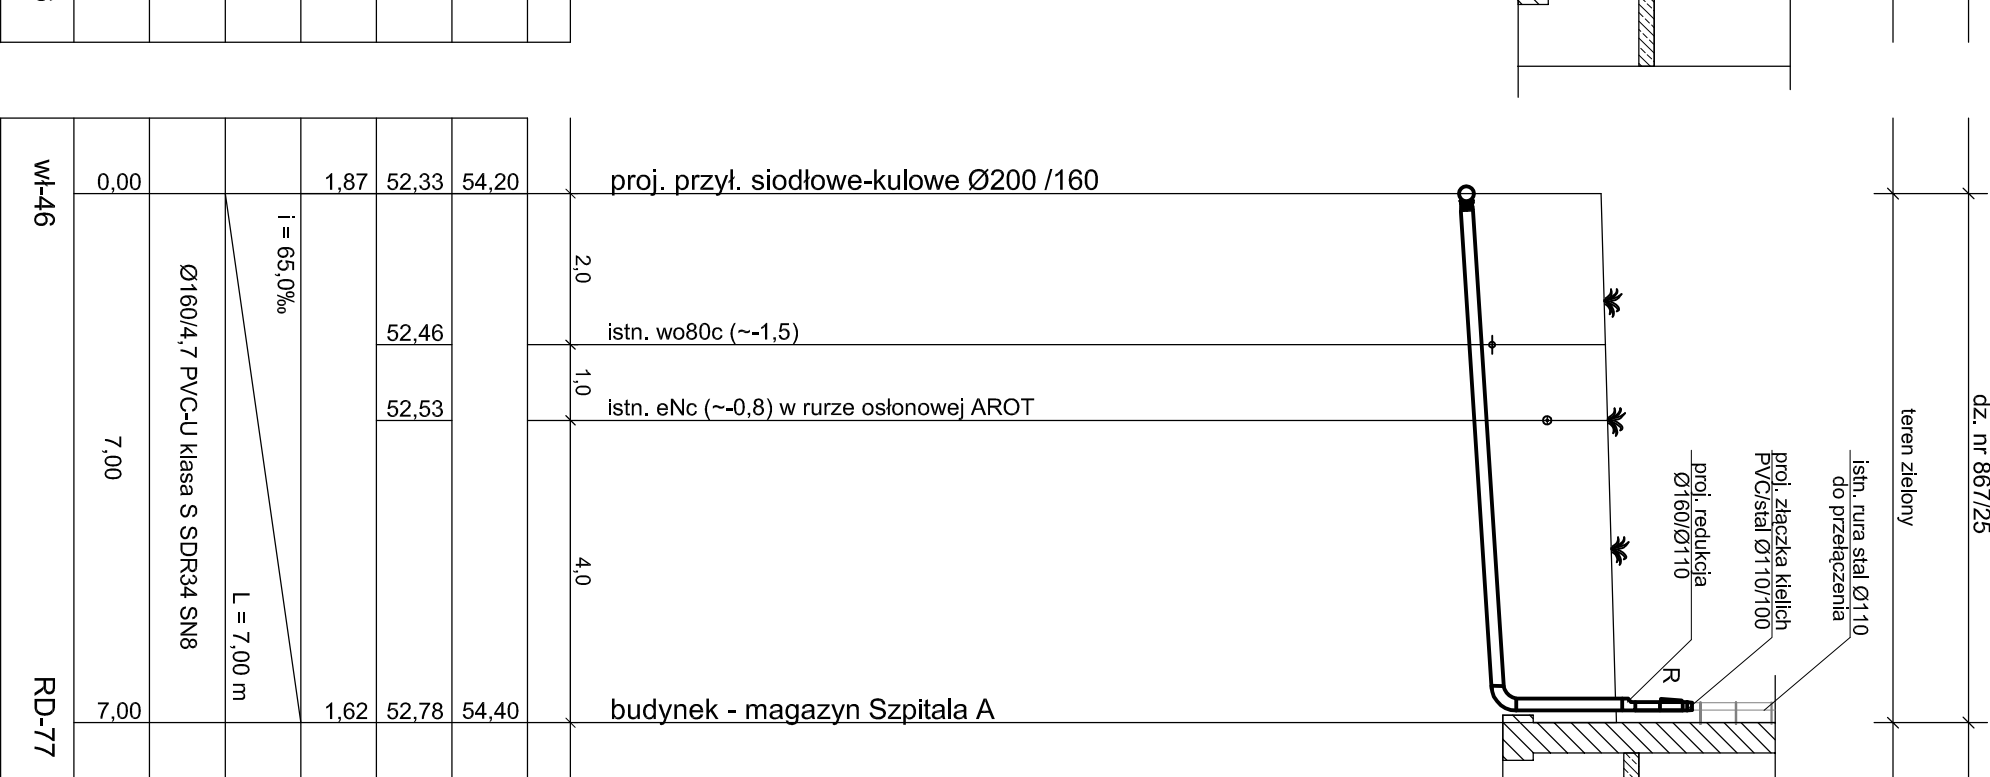 wł-46
0,00
1,87
52,33
54,20
proj. przył. siodłowe-kulowe Ø200 /160
i = 65,0‰
2,0
52,46
istn. wo80c (~-1,5)
1,0
52,53
istn. eNc (~-0,8) w rurze osłonowej AROT
Ø160/4,7 PVC-U klasa S SDR34 SN8
7,00
L = 7,00 m
4,0
RD-77
7,00
1,62
52,78
54,40
budynek - magazyn Szpitala A
proj. redukcja
Ø160/Ø110
R
proj. złączka kielich
PVC/stal Ø110/100
istn. rura stal Ø110
do przełączenia
teren zielony
dz. nr 867/25